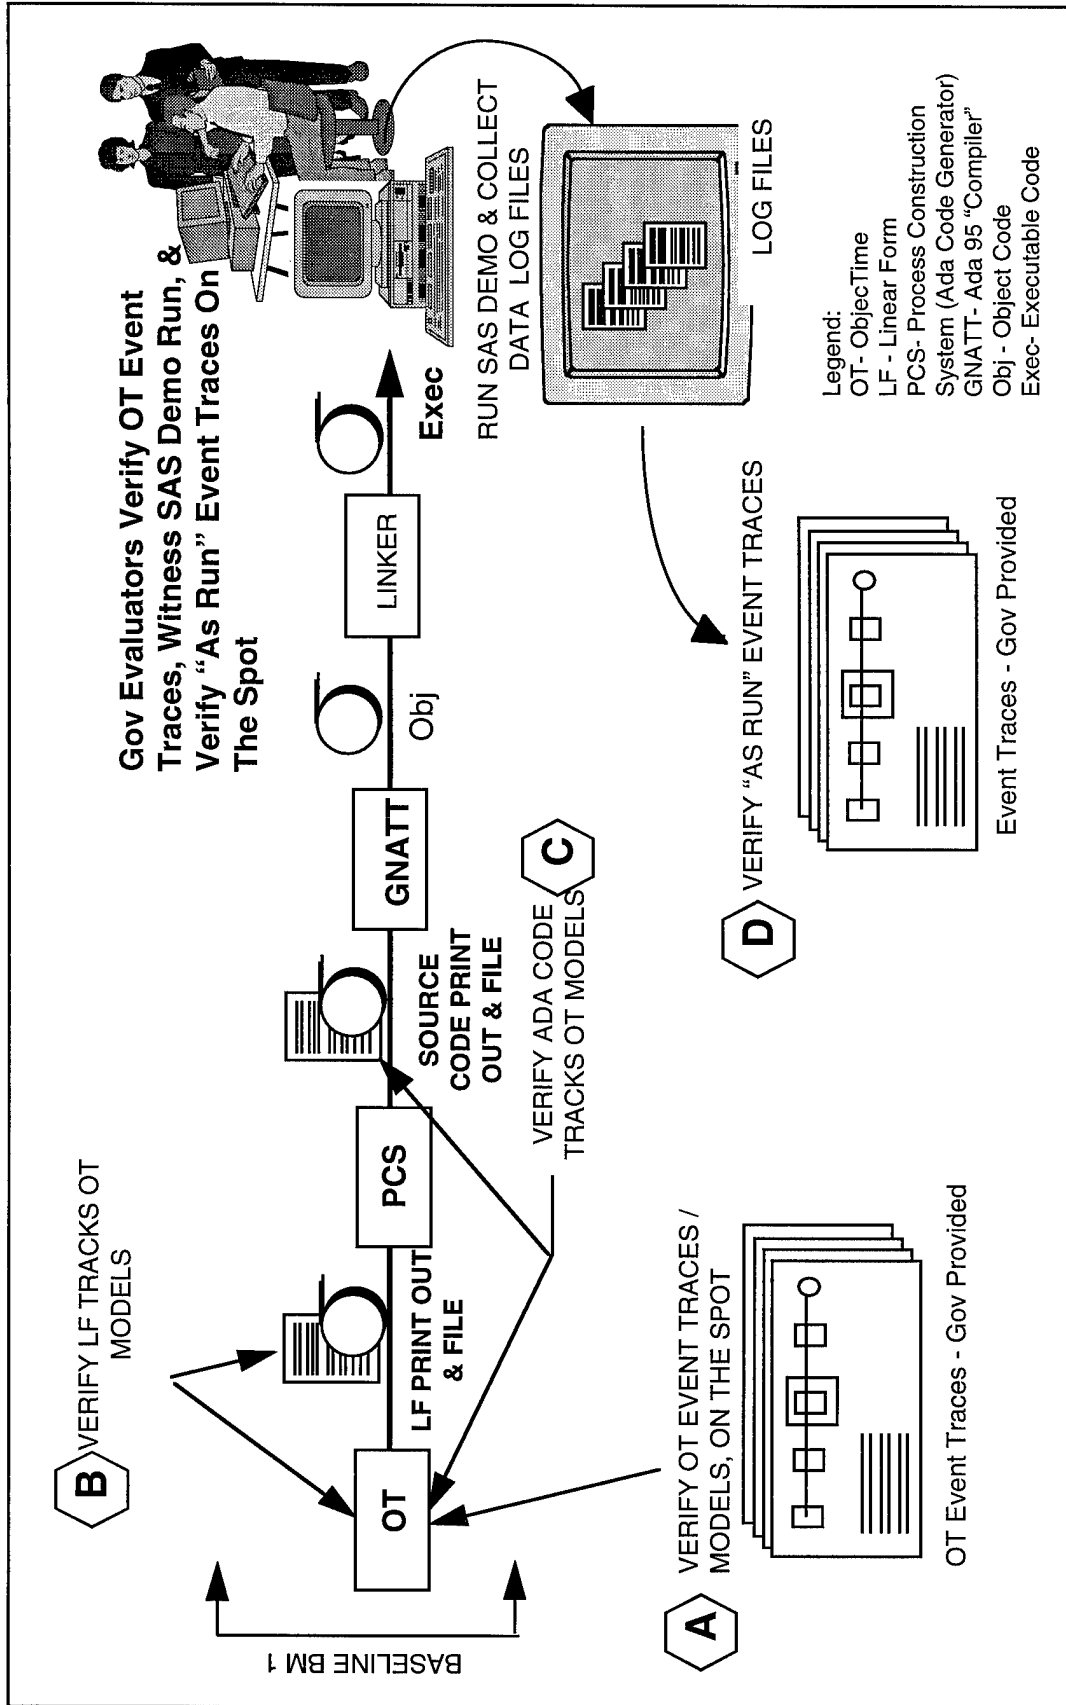 Gov Evaluators Verify OT Event
Traces, Witness SAS Demo Run, &
Verify “As Run” Event Traces On
The Spot
B
VERIFY LF TRACKS OT
MODELS
BASELINE BM 1
OT
LF PRINT OUT
& FILE
PCS
SOURCE
CODE PRINT
OUT & FILE
GNATT
Obj
LINKER
Exec
RUN SAS DEMO & COLLECT
DATA LOG FILES
LOG FILES
VERIFY ADA CODE
TRACKS OT MODELS
C
A
VERIFY OT EVENT TRACES /
MODELS, ON THE SPOT
OT Event Traces - Gov Provided
D
VERIFY “AS RUN” EVENT TRACES
Event Traces - Gov Provided
Legend:
OT- ObjecTime
LF - Linear Form
PCS- Process Construction
System (Ada Code Generator)
GNATT- Ada 95 “Compiler”
Obj - Object Code
Exec- Executable Code